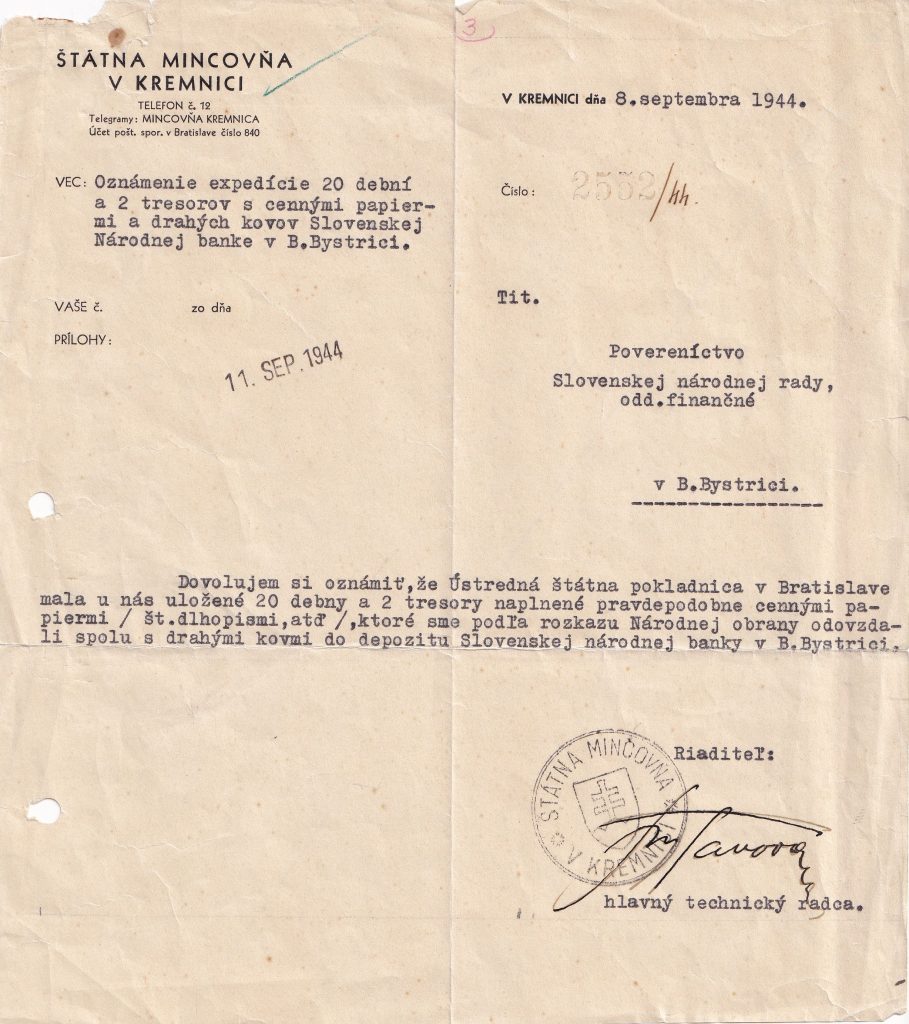 3
ŠTÁTNA MINCOVŇA
V KREMNICI
TELEFON č. 12
Telegramy: MINCOVŇA KREMNICA
Účet pošt. spor. v Bratislave číslo 840
V KREMNICI dňa 8.septembra 1944.
VEC: Oznámenie expedície 20 dební
a 2 tresorov s cennými papier-
mi a drahých kovov Slovenskej
Národnej banke v B.Bystrici.
Číslo: 2552/44.
VAŠE č. zo dňa
PRÍLOHY:
11. SEP. 1944
Tit.
Povereníctvo
Slovenskej národnej rady,
odd.finančné
v B.Bystrici.
Dovolujem si oznámiť,že Ústredná štátna pokladnica v Bratislave
mala u nás uložené 20 debny a 2 tresory naplnené pravdepodobne cennými pa-
piermi / št.dlhopismi,atď /,ktoré sme podľa rozkazu Národnej obrany odovzda-
li spolu s drahými kovmi do depozitu Slovenskej národnej banky v B.Bystrici.
Riaditeľ:
ŠTÁTNA MINČOVŇA
V KREMNICI
hlavný technický radca.